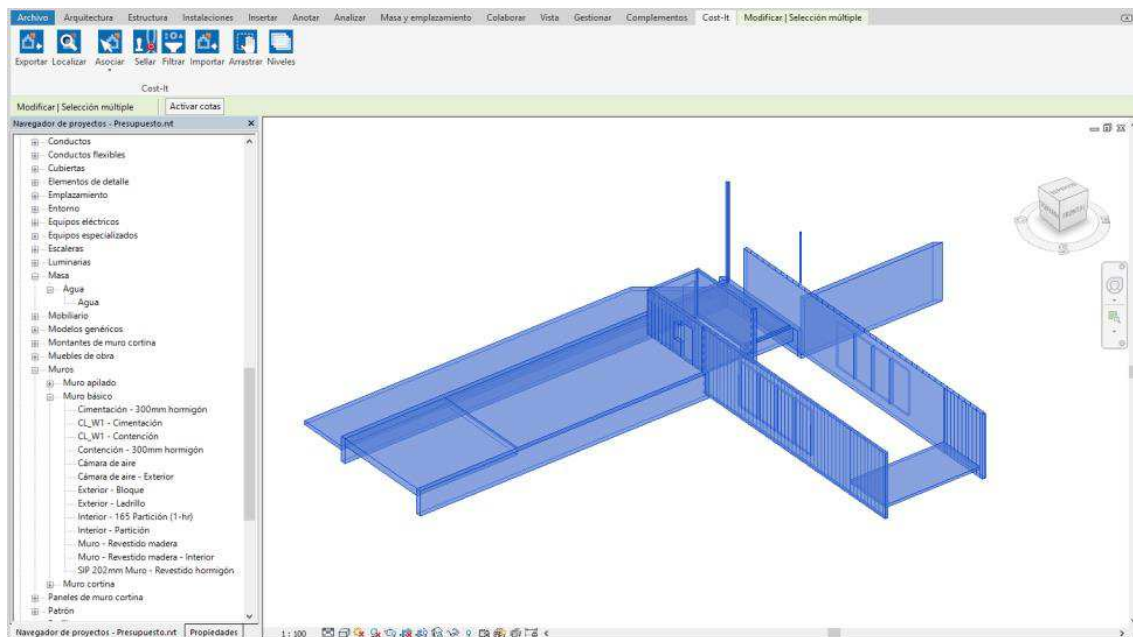 Archivo Arquitectura Estructura Instalaciones Insertar Anotar Analizar Masa y emplazamiento Colaborar Vista Gestionar Complementos Cost-It Modificar | Selección múltiple
Exportar Localizar Asociar Sellar Filtrar Importar Arrastrar Niveles
Cost-It
Modificar | Selección múltiple Activar cotas
Navegador de proyectos - Presupuesto.rvt
Conductos
Conductos flexibles
Cubiertas
Elementos de detalle
Emplazamiento
Entorno
Equipos eléctricos
Equipos especializados
Escaleras
Luminarias
Masa
Agua
Agua
Mobiliario
Modelos genéricos
Montantes de muro cortina
Muebles de obra
Muros
Muro apilado
Muro básico
Cimentación - 300mm hormigón
CL_W1 - Cimentación
CL_W1 - Contención
Contención - 300mm hormigón
Cámara de aire
Cámara de aire - Exterior
Exterior - Bloque
Exterior - Ladrillo
Interior - 165 Partición (1-hr)
Interior - Partición
Muro - Revestido madera
Muro - Revestido madera - Interior
SIP 202mm Muro - Revestido hormigón
Muro cortina
Paneles de muro cortina
Patrón
Navegador de proyectos - Presupuesto.rvt Propiedades
1 : 100